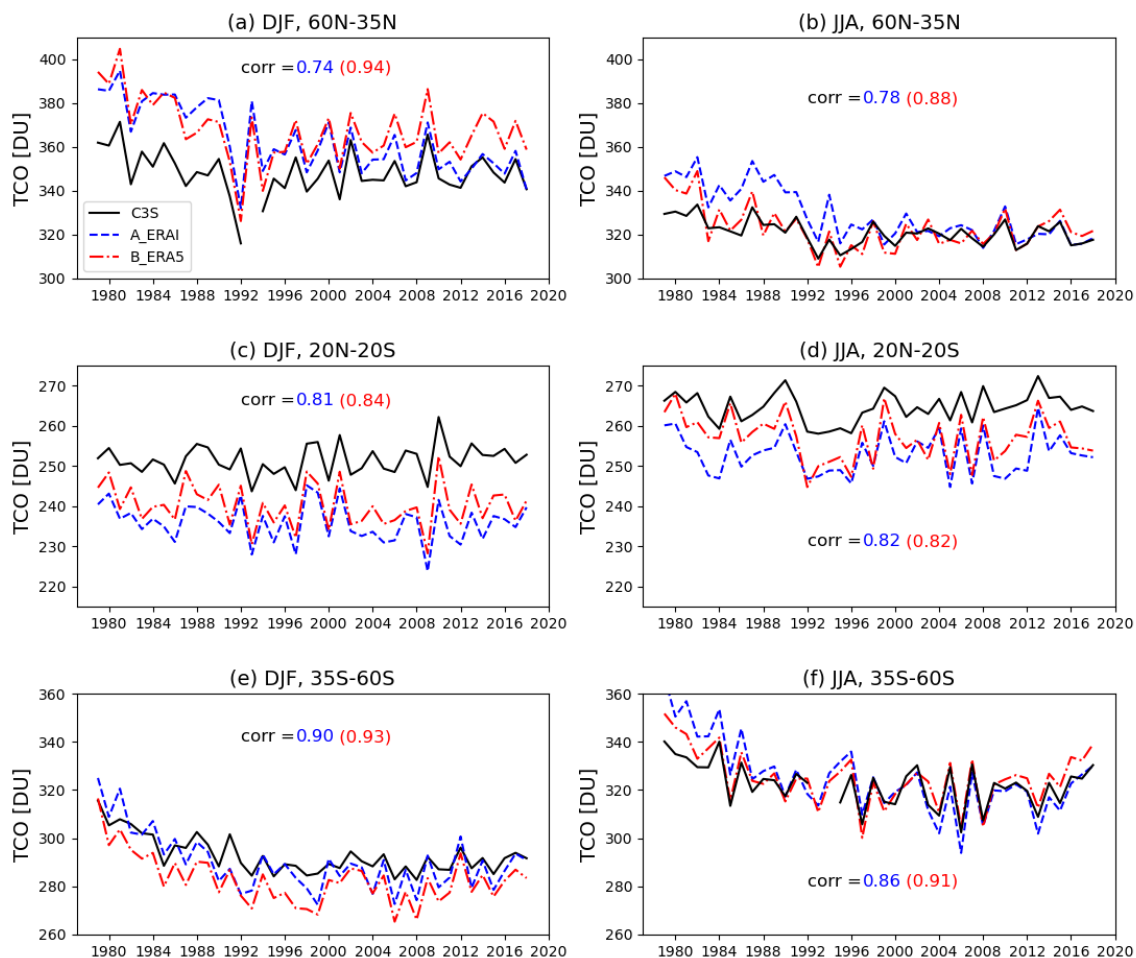 (a) DJF, 60N-35N
TCO [DU]
400
380
360
340
320
300
corr =0.74 (0.94)
C3S
A_ERAI
B_ERA5
1980 1984 1988 1992 1996 2000 2004 2008 2012 2016 2020
(b) JJA, 60N-35N
TCO [DU]
400
380
360
340
320
300
corr =0.78 (0.88)
1980 1984 1988 1992 1996 2000 2004 2008 2012 2016 2020
(c) DJF, 20N-20S
TCO [DU]
270
260
250
240
230
220
corr =0.81 (0.84)
1980 1984 1988 1992 1996 2000 2004 2008 2012 2016 2020
(d) JJA, 20N-20S
TCO [DU]
270
260
250
240
230
220
corr =0.82 (0.82)
1980 1984 1988 1992 1996 2000 2004 2008 2012 2016 2020
(e) DJF, 35S-60S
TCO [DU]
360
340
320
300
280
260
corr =0.90 (0.93)
1980 1984 1988 1992 1996 2000 2004 2008 2012 2016 2020
(f) JJA, 35S-60S
TCO [DU]
360
340
320
300
280
260
corr =0.86 (0.91)
1980 1984 1988 1992 1996 2000 2004 2008 2012 2016 2020